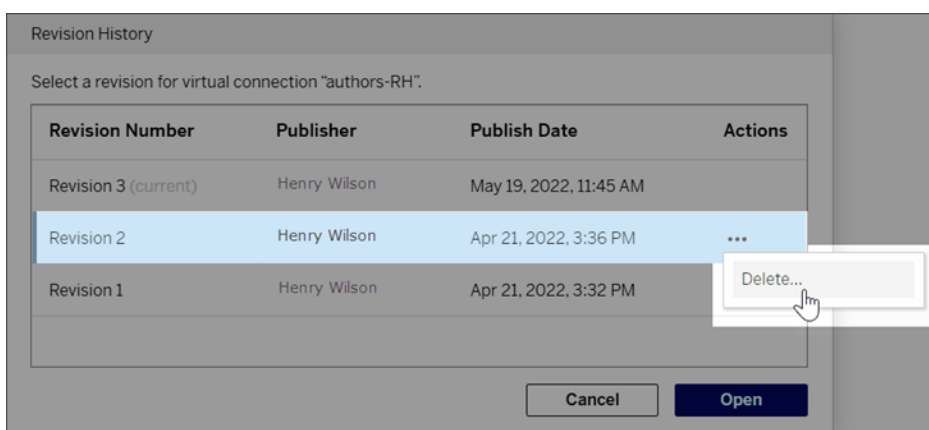 Revision History
Select a revision for virtual connection “authors-RH”.
Revision Number Publisher Publish Date Actions
Revision 3 (current) Henry Wilson May 19, 2022, 11:45 AM
Revision 2 Henry Wilson Apr 21, 2022, 3:36 PM •••
Delete...
Revision 1 Henry Wilson Apr 21, 2022, 3:32 PM
Cancel Open